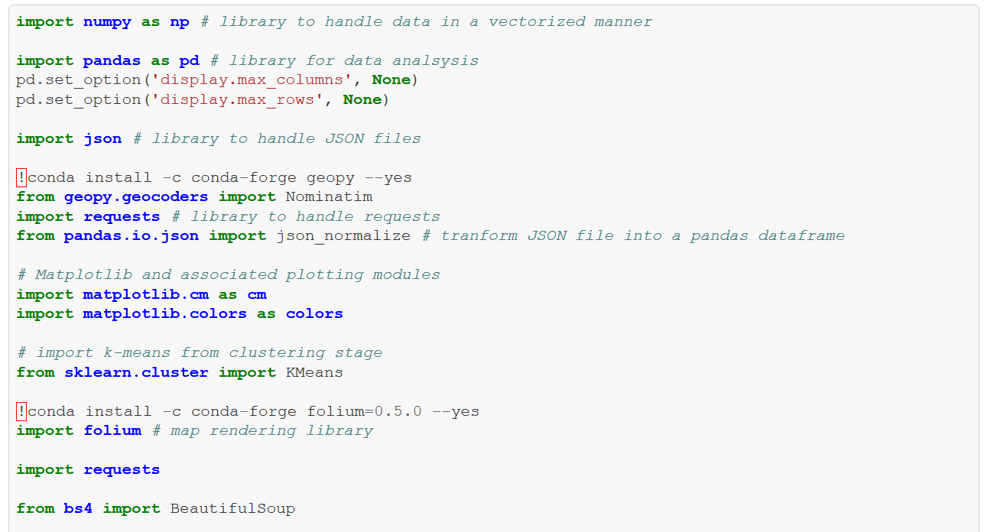 import numpy as np # library to handle data in a vectorized manner
import pandas as pd # library for data analsysis
pd.set_option('display.max_columns', None)
pd.set_option('display.max_rows', None)
import json # library to handle JSON files
!conda install -c conda-forge geopy --yes
from geopy.geocoders import Nominatim
import requests # library to handle requests
from pandas.io.json import json_normalize # tranform JSON file into a pandas dataframe
# Matplotlib and associated plotting modules
import matplotlib.cm as cm
import matplotlib.colors as colors
# import k-means from clustering stage
from sklearn.cluster import KMeans
!conda install -c conda-forge folium=0.5.0 --yes
import folium # map rendering library
import requests
from bs4 import BeautifulSoup